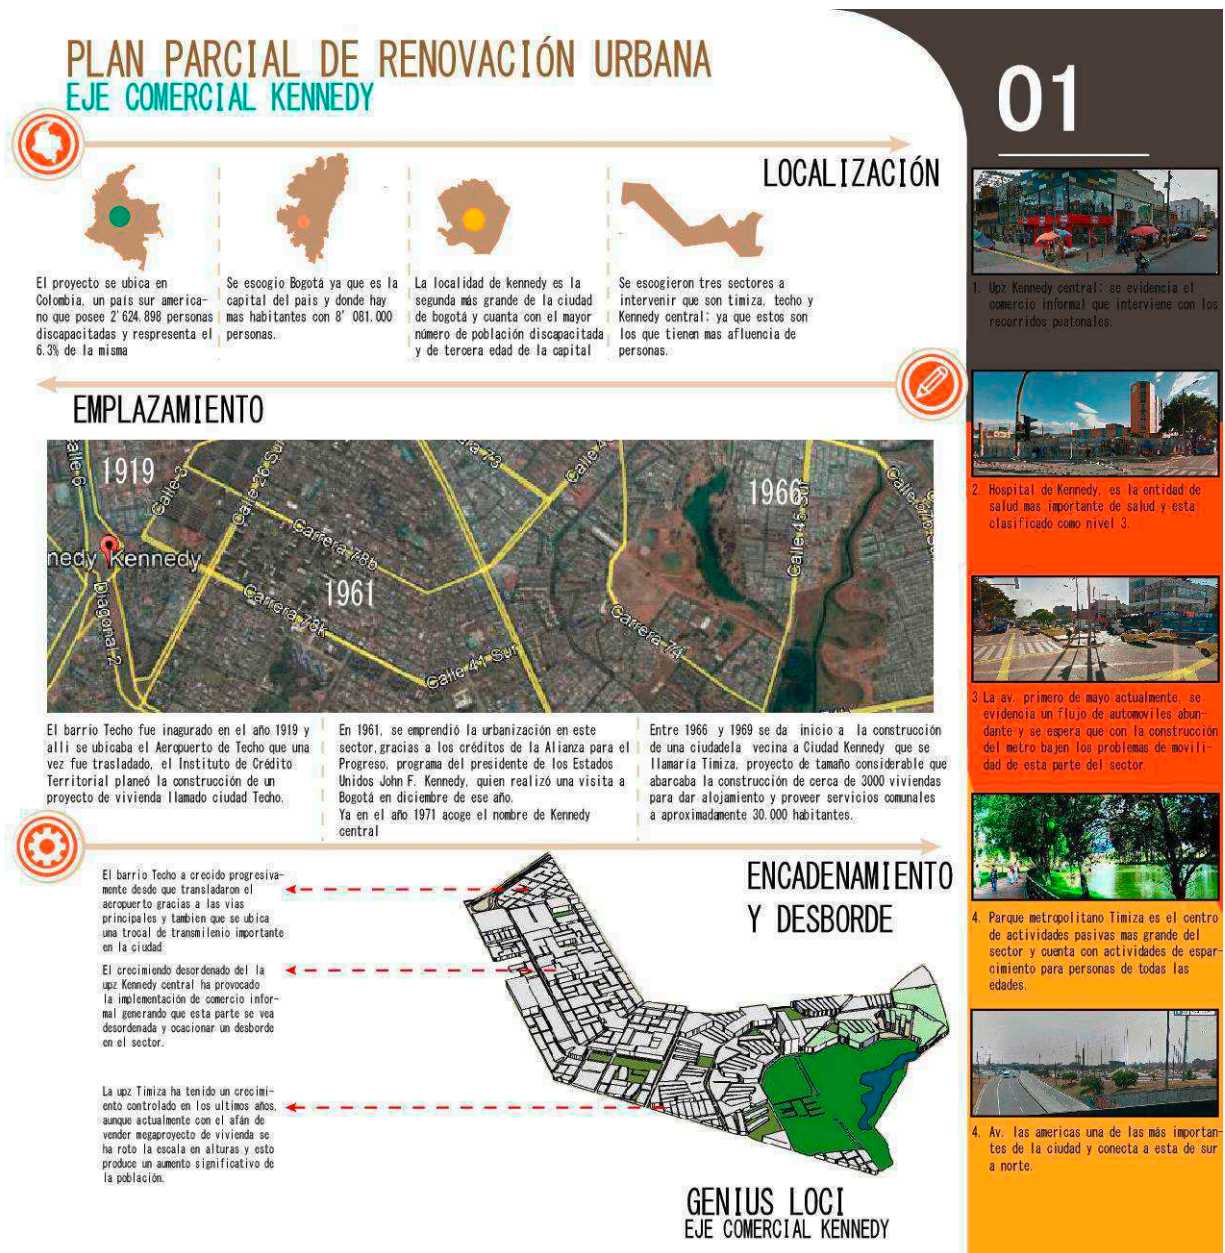 PLAN PARCIAL DE RENOVACIÓN URBANA
EJE COMERCIAL KENNEDY
01
LOCALIZACIÓN
El proyecto se ubica en
Colombia, un país sur america-
no que posee 2'624.898 personas
discapacitadas y respresenta el
6.3% de la misma
Se escogio Bogotá ya que es la
capital del pais y donde hay
mas habitantes con 8' 081.000
personas.
La localidad de kennedy es la
segunda más grande de la ciudad
de bogotá y cuanta con el mayor
número de población discapacitada
y de tercera edad de la capital
Se escogieron tres sectores a
intervenir que son timiza, techo y
Kennedy central; ya que estos son
los que tienen mas afluencia de
personas.
EMPLAZAMIENTO
1919
1961
1966
Calle 6
Calle 3
Calle 26 Sur
Carrera 78b
nedy Kennedy
Diagonal 2
Carrera 73k
Calle 41 Sur
Carrera 74
Calle 45 Sur
El barrio Techo fue inagurado en el año 1919 y
alli se ubicaba el Aeropuerto de Techo que una
vez fue trasladado, el Instituto de Crédito
Territorial planeó la construcción de un
proyecto de vivienda llamado ciudad Techo.
En 1961, se emprendió la urbanización en este
sector, gracias a los créditos de la Alianza para el
Progreso, programa del presidente de los Estados
Unidos John F. Kennedy, quien realizó una visita a
Bogotá en diciembre de ese año.
Ya en el año 1971 acoge el nombre de Kennedy
central
Entre 1966 y 1969 se da inicio a la construcción
de una ciudadela vecina a Ciudad Kennedy que se
llamaría Timiza, proyecto de tamaño considerable que
abarcaba la construcción de cerca de 3000 viviendas
para dar alojamiento y proveer servicios comunales
a aproximadamente 30.000 habitantes.
ENCADENAMIENTO
Y DESBORDE
El barrio Techo a crecido progresiva-
mente desde que transladaron el
aeropuerto gracias a las vias
principales y tambien que se ubica
una trocal de transmilenio importante
en la ciudad
El crecimiendo desordenado del la
upz Kennedy central ha provocado
la implementación de comercio infor-
mal generando que esta parte se vea
desordenada y ocacionar un desborde
en el sector.
La upz Timiza ha tenido un crecimi-
ento controlado en los ultimos años,
aunque actualmente con el afán de
vender megaproyecto de vivienda se
ha roto la escala en alturas y esto
produce un aumento significativo de
la población.
GENIUS LOCI
EJE COMERCIAL KENNEDY
1. Upz Kennedy central; se evidencia el
comercio informal que interviene con los
recorridos peatonales.
2. Hospital de Kennedy, es la entidad de
salud mas importante de salud y esta
clasificado como nivel 3.
3 La av. primero de mayo actualmente, se
evidencia un flujo de automoviles abun-
dante y se espera que con la construcción
del metro bajen los problemas de movili-
dad de esta parte del sector.
4. Parque metropolitano Timiza es el centro
de actividades pasivas mas grande del
sector y cuenta con actividades de espar-
cimiento para personas de todas las
edades.
4. Av. las americas una de las más importan-
tes de la ciudad y conecta a esta de sur
a norte.